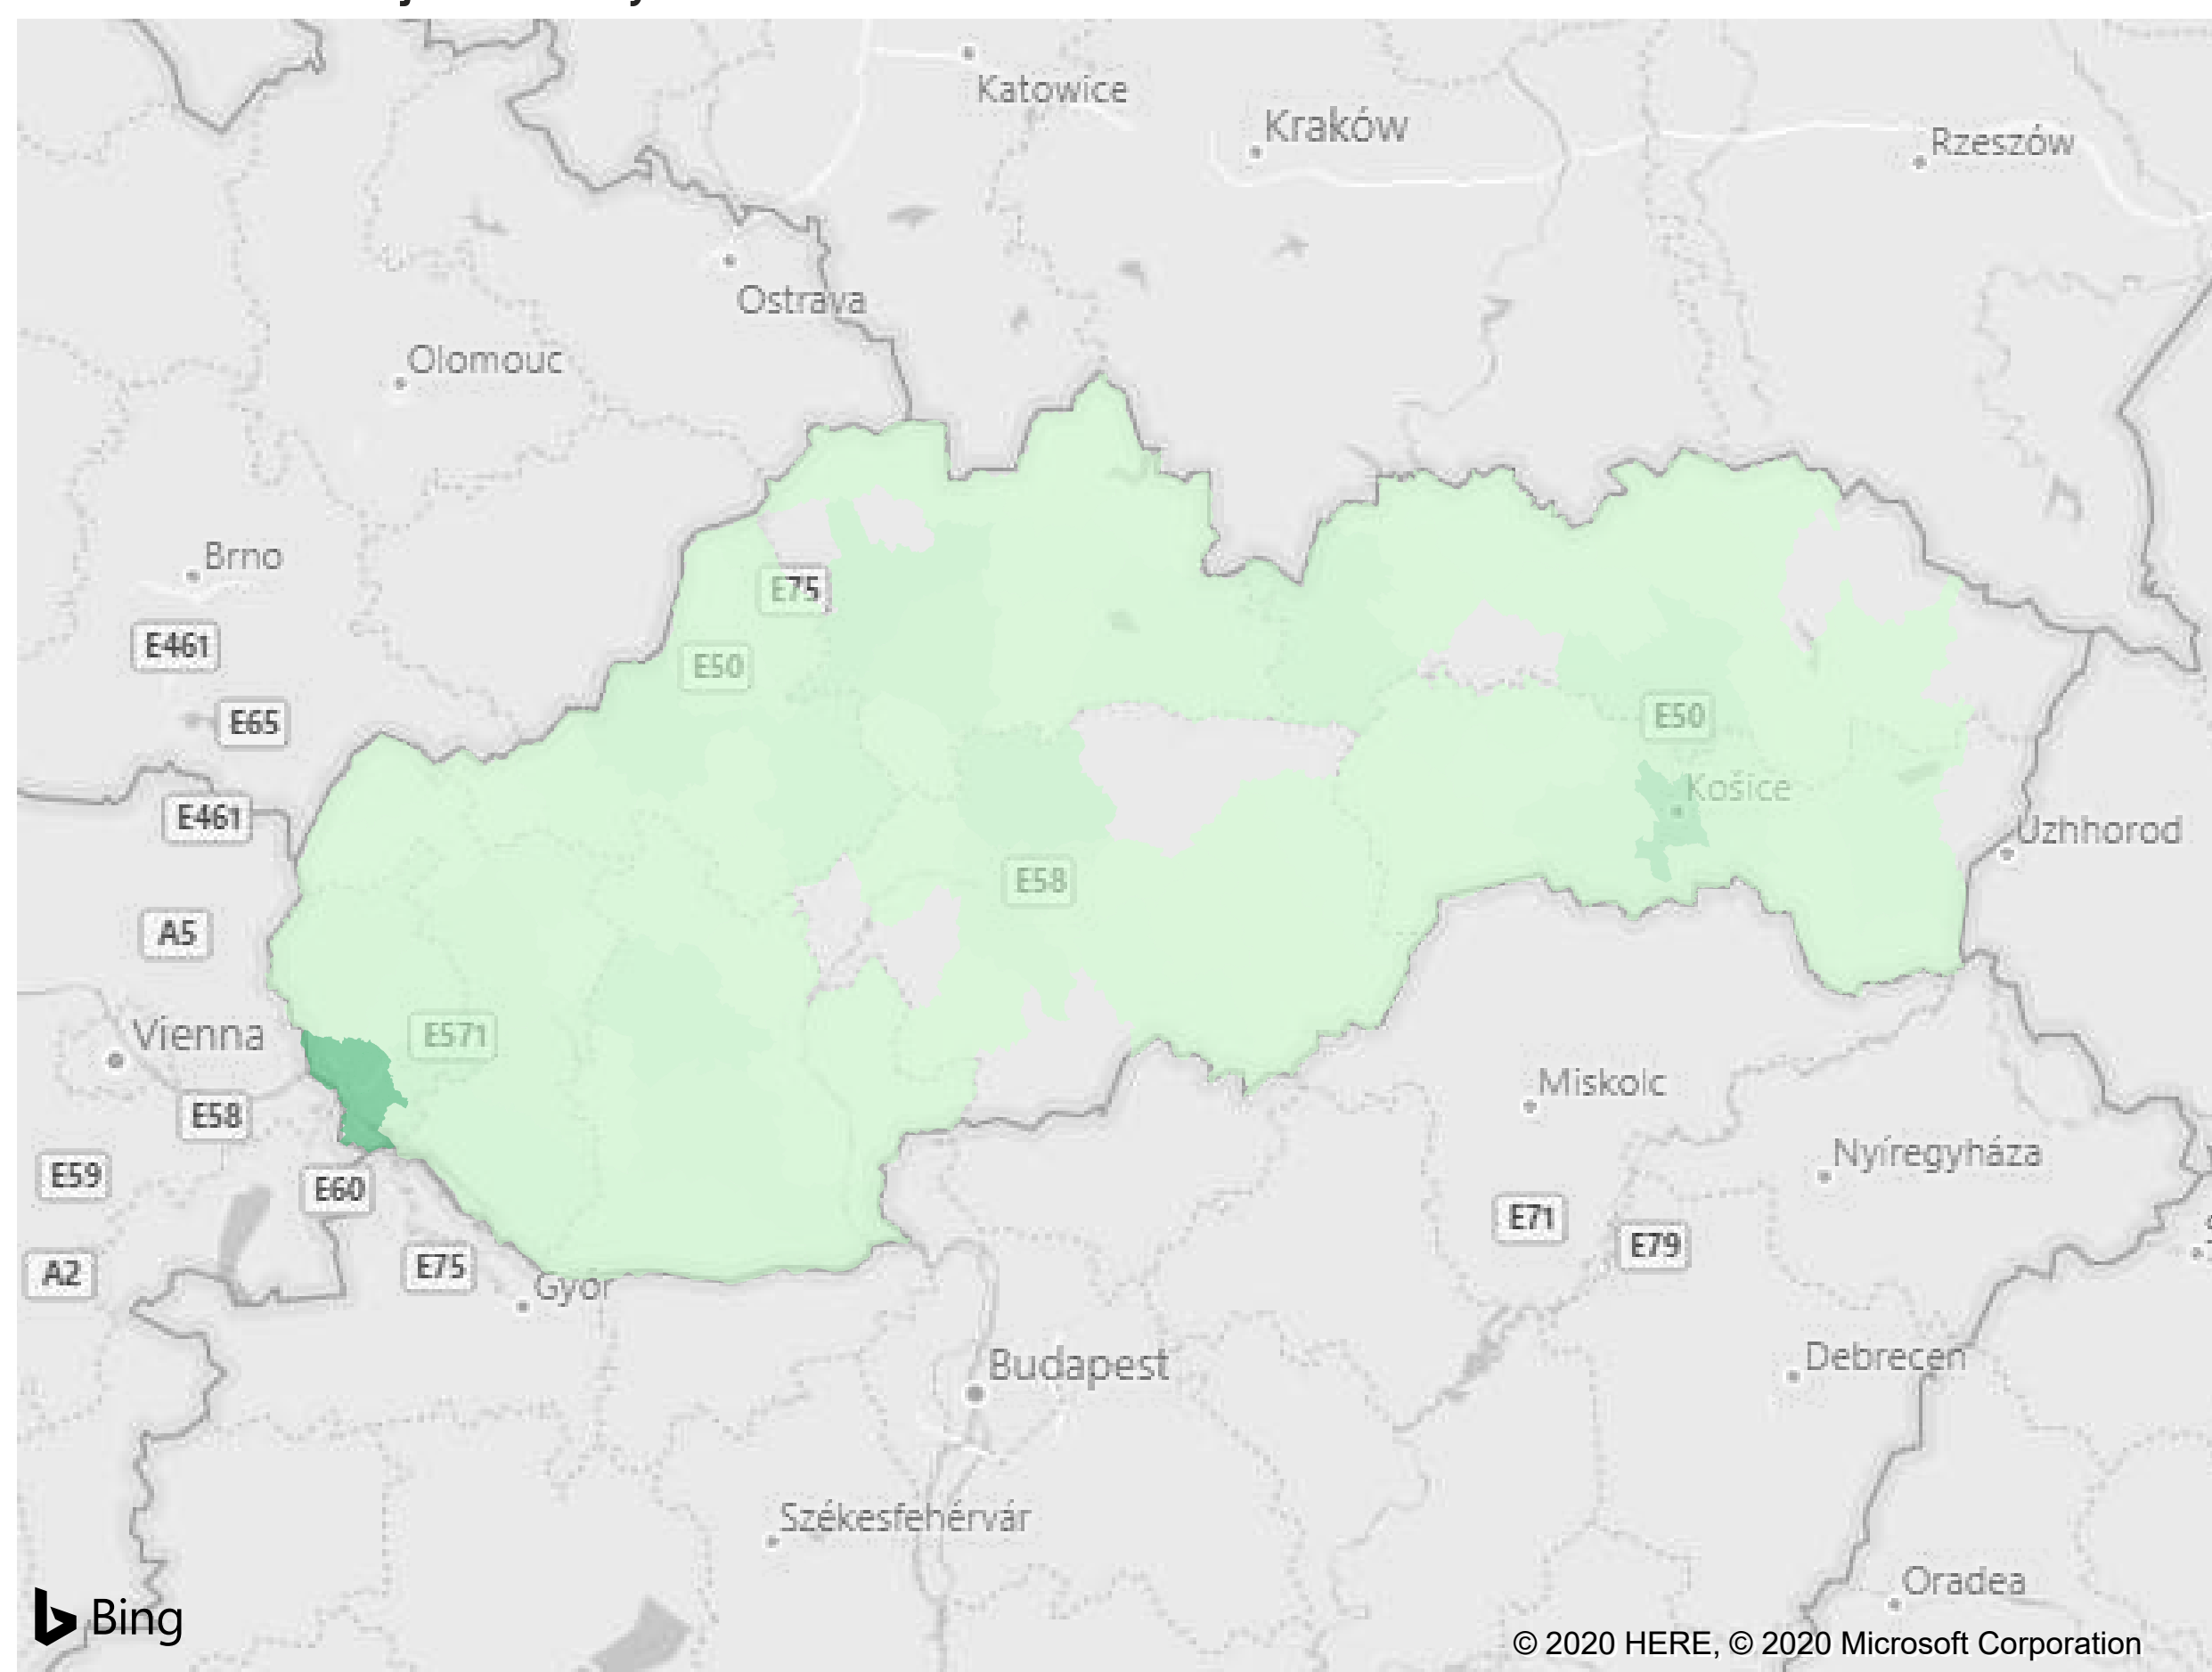 Katowice
Kraków
Rzeszów
Ostrava
Olomouc
Brno
E75
E461
E50
E65
E50
Košice
E461
Uzhhorod
E58
A5
Vienna
E571
Miskolc
E58
Nyíregyháza
E59
E60
E71
E79
A2
E75
Győr
Debrecen
Budapest
Székesfehérvár
Oradea
Bing
© 2020 HERE, © 2020 Microsoft Corporation